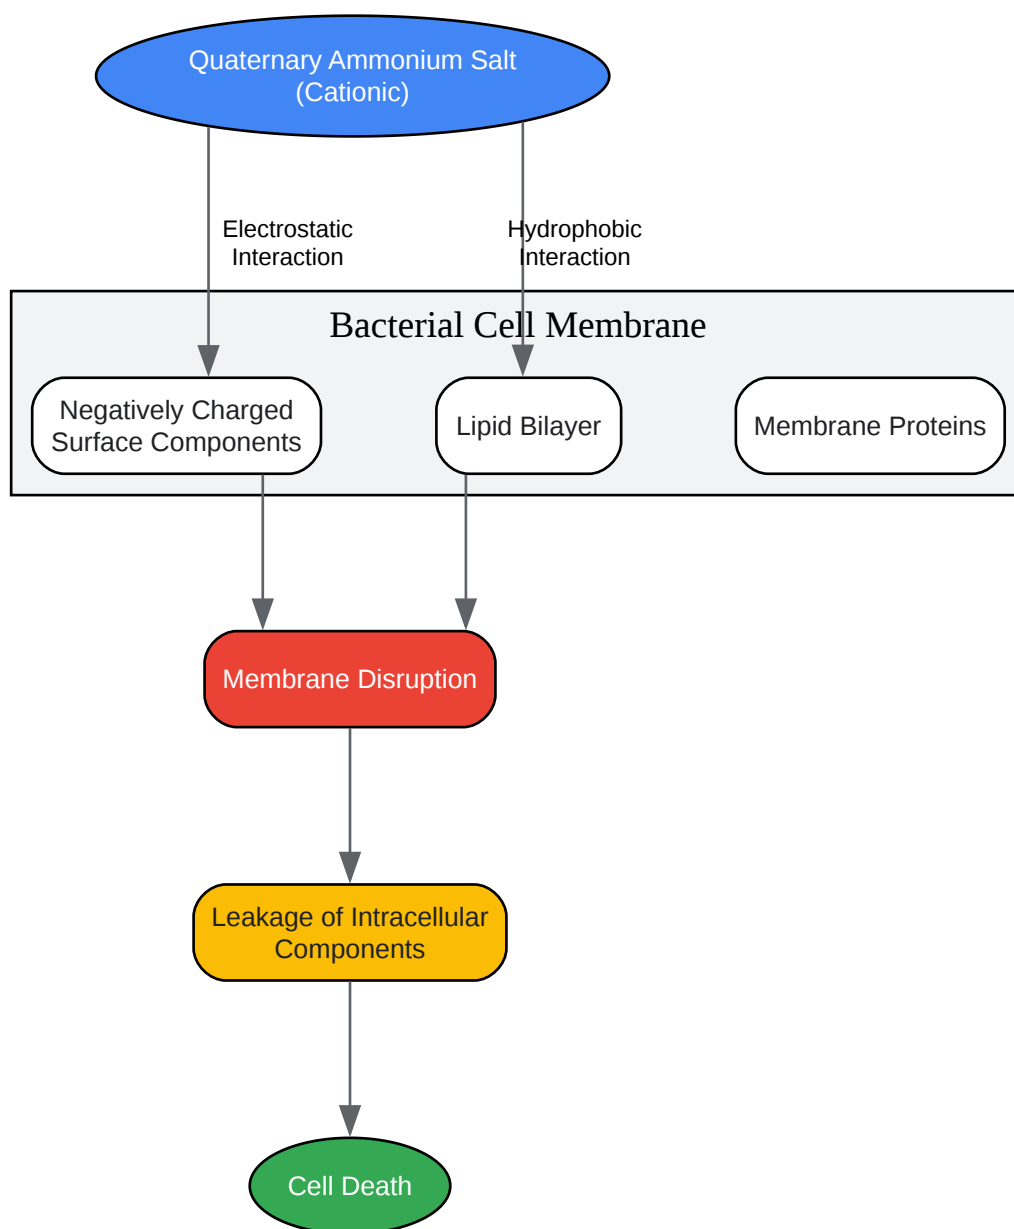 Quaternary Ammonium Salt
(Cationic)
Electrostatic
Interaction
Hydrophobic
Interaction
Bacterial Cell Membrane
Negatively Charged
Surface Components
Lipid Bilayer
Membrane Proteins
Membrane Disruption
Leakage of Intracellular
Components
Cell Death